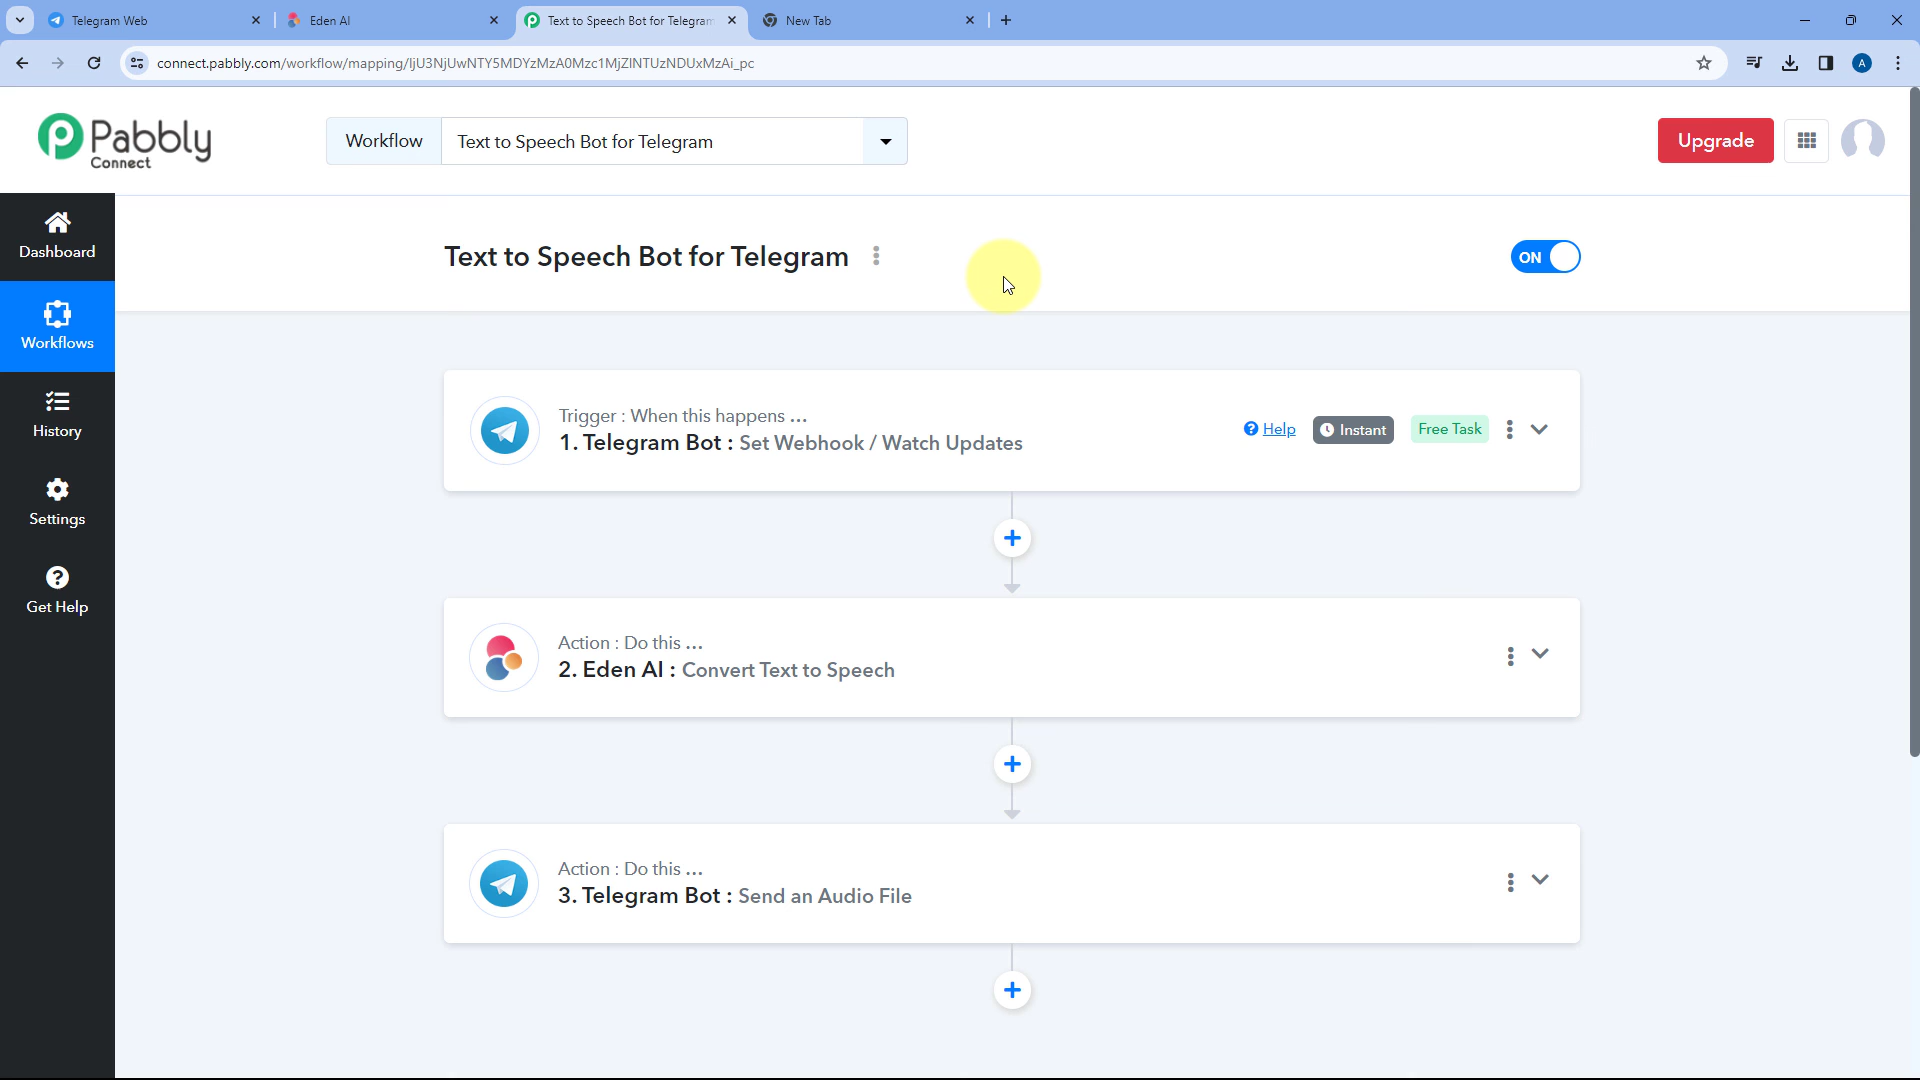 Telegram Web
Eden AI
Text to Speech Bot for Telegram
New Tab
connect.pabbly.com/workflow/mapping/IjU3NjUwNTY5MDYzMzA0Mzc1MjZlNTUzNDUxMzAi_pc
A
Pabbly
Connect
Workflow
Text to Speech Bot for Telegram
Upgrade
Dashboard
Workflows
History
Settings
Get Help
Text to Speech Bot for Telegram
ON
Trigger : When this happens ...
1. Telegram Bot : Set Webhook / Watch Updates
Help
Instant
Free Task
Action : Do this ...
2. Eden AI : Convert Text to Speech
Action : Do this ...
3. Telegram Bot : Send an Audio File